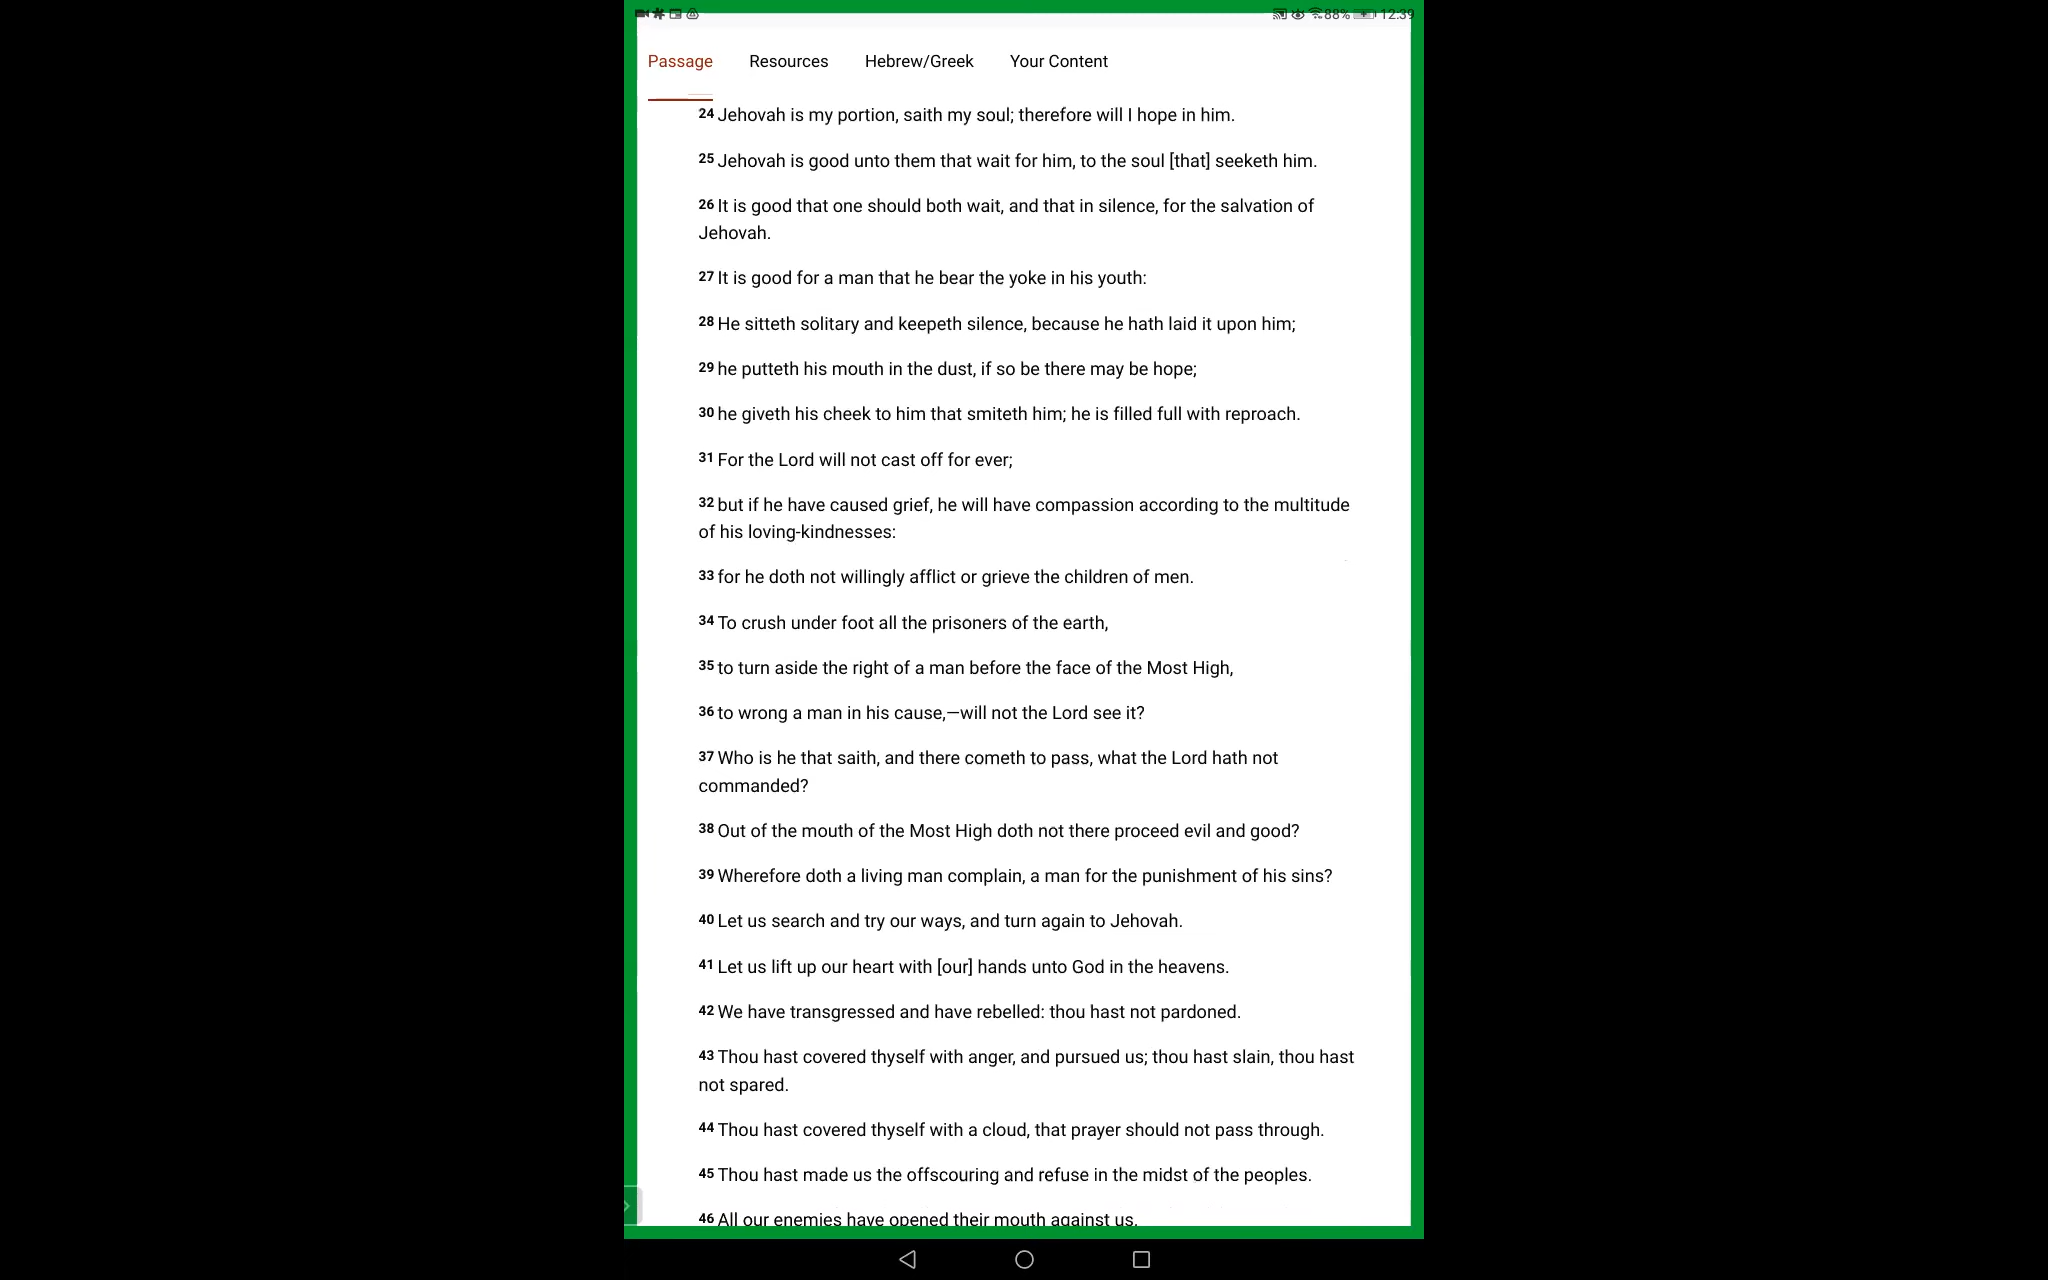 88% 12:39
Passage Resources Hebrew/Greek Your Content
24 Jehovah is my portion, saith my soul; therefore will I hope in him.
25 Jehovah is good unto them that wait for him, to the soul [that] seeketh him.
26 It is good that one should both wait, and that in silence, for the salvation of
Jehovah.
27 It is good for a man that he bear the yoke in his youth:
28 He sitteth solitary and keepeth silence, because he hath laid it upon him;
29 he putteth his mouth in the dust, if so be there may be hope;
30 he giveth his cheek to him that smiteth him; he is filled full with reproach.
31 For the Lord will not cast off for ever;
32 but if he have caused grief, he will have compassion according to the multitude
of his loving-kindnesses:
33 for he doth not willingly afflict or grieve the children of men.
34 To crush under foot all the prisoners of the earth,
35 to turn aside the right of a man before the face of the Most High,
36 to wrong a man in his cause,—will not the Lord see it?
37 Who is he that saith, and there cometh to pass, what the Lord hath not
commanded?
38 Out of the mouth of the Most High doth not there proceed evil and good?
39 Wherefore doth a living man complain, a man for the punishment of his sins?
40 Let us search and try our ways, and turn again to Jehovah.
41 Let us lift up our heart with [our] hands unto God in the heavens.
42 We have transgressed and have rebelled: thou hast not pardoned.
43 Thou hast covered thyself with anger, and pursued us; thou hast slain, thou hast
not spared.
44 Thou hast covered thyself with a cloud, that prayer should not pass through.
45 Thou hast made us the offscouring and refuse in the midst of the peoples.
46 All our enemies have opened their mouth against us.